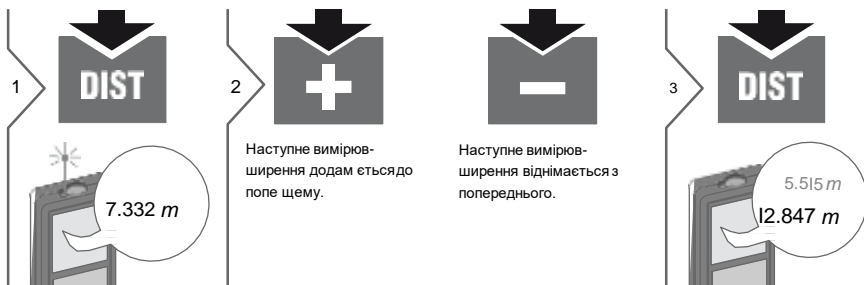 1
DIST
7.332 m
2
Наступне вимірюв-
ширення додам ється до
попе щему.
Наступне вимірюв-
ширення віднімається з
попереднього.
3
DIST
5.5I5 m
I2.847 m